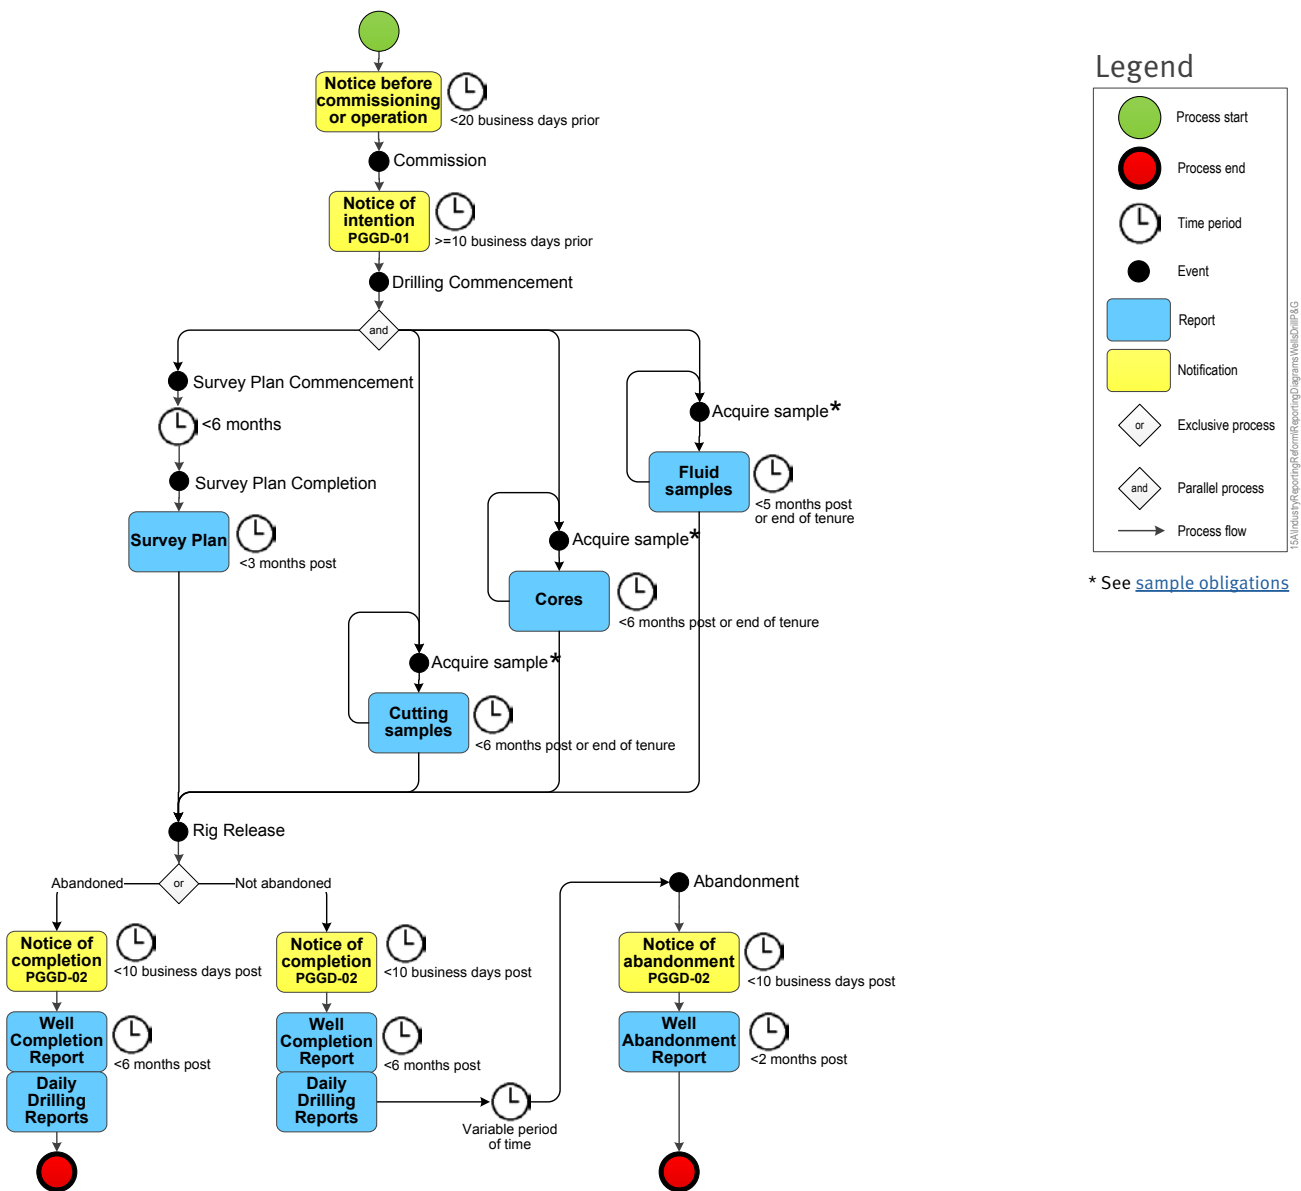 Notice before
commissioning
or operation
<20 business days prior
Commission
Notice of
intention
PGGD-01
>=10 business days prior
Drilling Commencement
and
Survey Plan Commencement
<6 months
Survey Plan Completion
Survey Plan
<3 months post
Acquire sample*
Fluid
samples
<5 months post
or end of tenure
Acquire sample*
Cores
<6 months post or end of tenure
Acquire sample*
Cutting
samples
<6 months post or end of tenure
Rig Release
Abandoned
or
Not abandoned
Notice of
completion
PGGD-02
<10 business days post
Well
Completion
Report
<6 months post
Daily
Drilling
Reports
Notice of
completion
PGGD-02
<10 business days post
Well
Completion
Report
<6 months post
Daily
Drilling
Reports
Variable period
of time
Abandonment
Notice of
abandonment
PGGD-02
<10 business days post
Well
Abandonment
Report
<2 months post
Legend
Process start
Process end
Time period
Event
Report
Notification
or
Exclusive process
and
Parallel process
Process flow
* See sample obligations
15A\IndustryReportingReform\ReportingDiagramsWellsDrillP&G